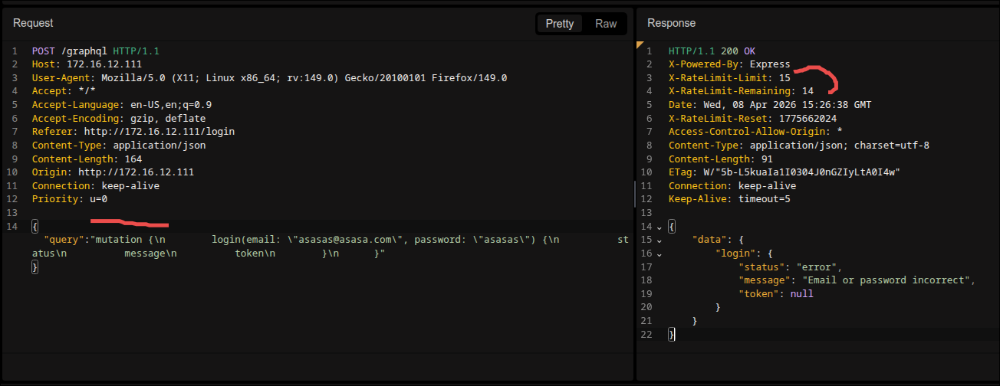 Request
Pretty
Raw
1 POST /graphql HTTP/1.1
2 Host: 172.16.12.111
3 User-Agent: Mozilla/5.0 (X11; Linux x86_64; rv:149.0) Gecko/20100101 Firefox/149.0
4 Accept: */*
5 Accept-Language: en-US,en;q=0.9
6 Accept-Encoding: gzip, deflate
7 Referer: http://172.16.12.111/login
8 Content-Type: application/json
9 Content-Length: 164
10 Origin: http://172.16.12.111
11 Connection: keep-alive
12 Priority: u=0
13
14 {
"query":"mutation {\n        login(email: \"asasas@asasa.com\", password: \"asasas\") {\n          st
atus\n          message\n          token\n        }\n      }"
}
Response
1 HTTP/1.1 200 OK
2 X-Powered-By: Express
3 X-RateLimit-Limit: 15
4 X-RateLimit-Remaining: 14
5 Date: Wed, 08 Apr 2026 15:26:38 GMT
6 X-RateLimit-Reset: 1775662024
7 Access-Control-Allow-Origin: *
8 Content-Type: application/json; charset=utf-8
9 Content-Length: 91
10 ETag: W/"5b-L5kuaIa1I0304J0nGZIyLtA0I4w"
11 Connection: keep-alive
12 Keep-Alive: timeout=5
13
14 {
15 "data": {
16 "login": {
17 "status": "error",
18 "message": "Email or password incorrect",
19 "token": null
20 }
21 }
22 }